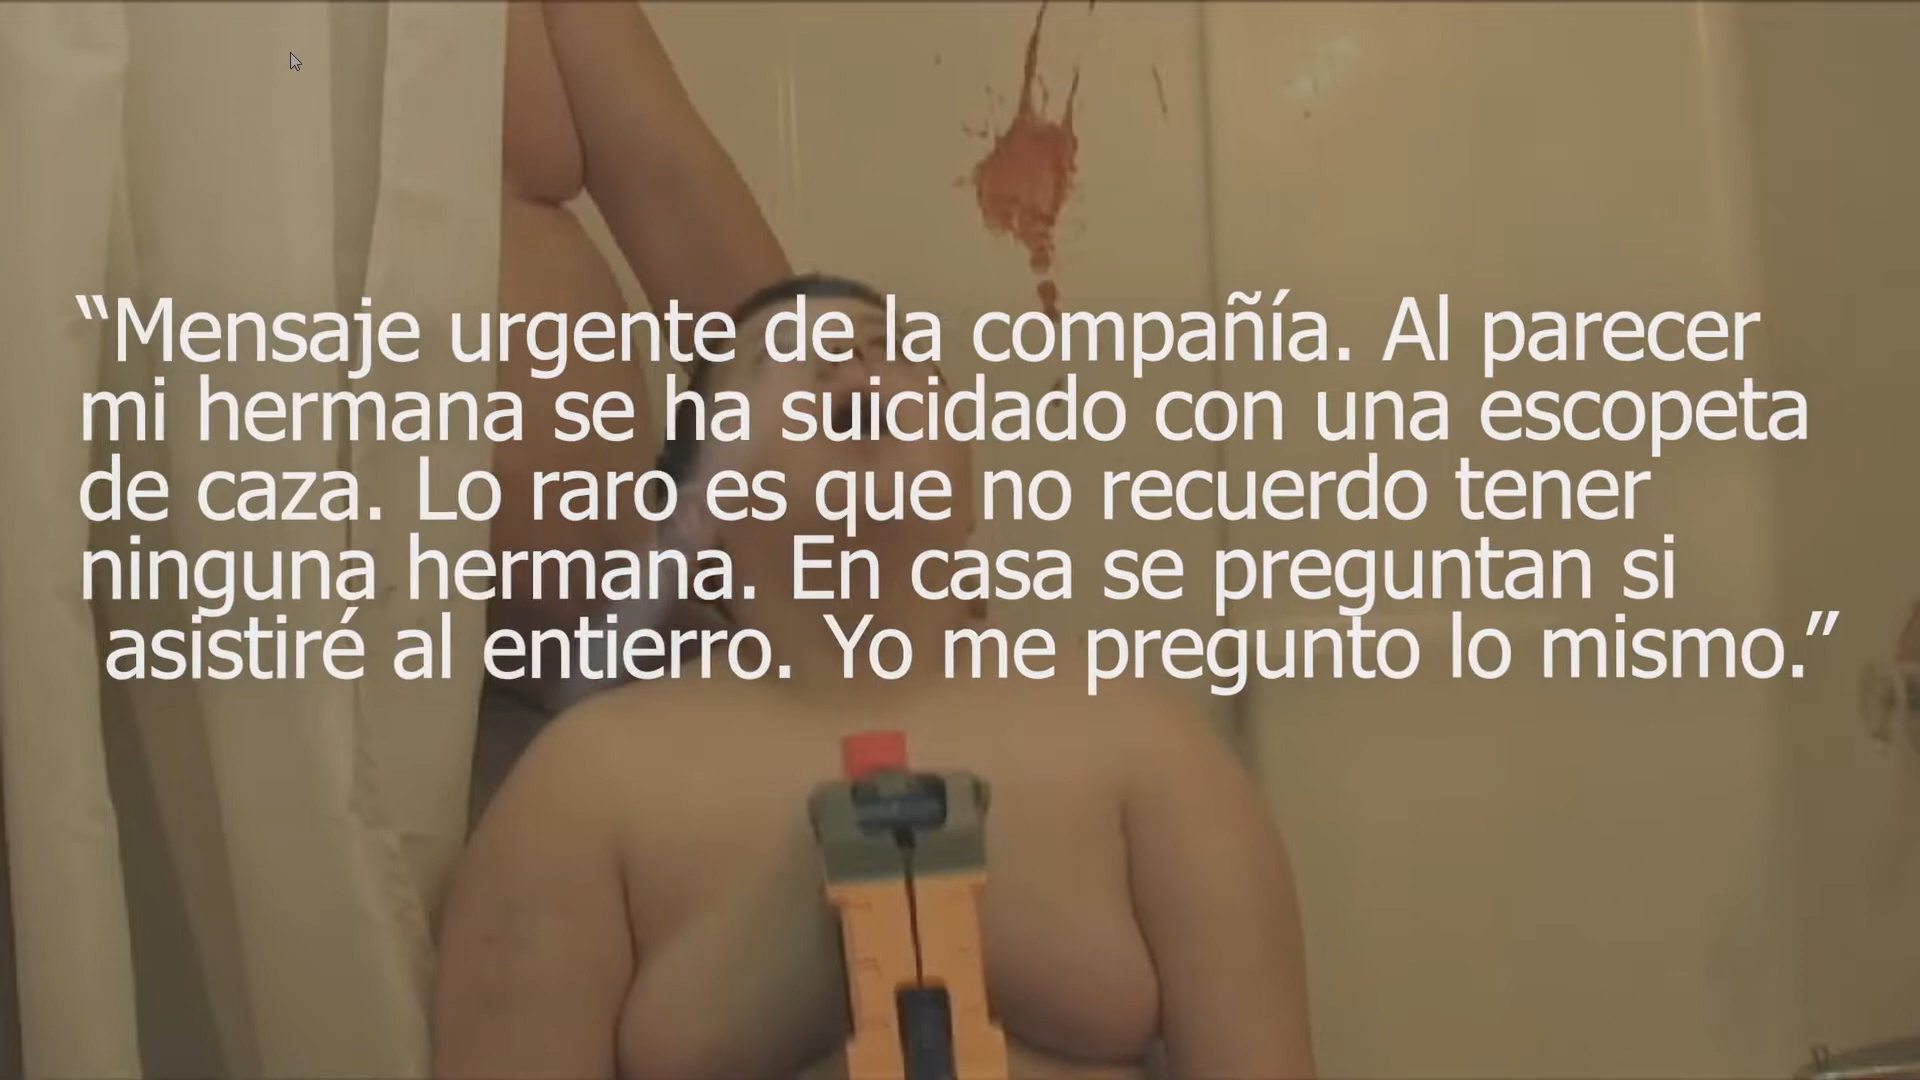 “Mensaje urgente de la compañía. Al parecer
mi hermana se ha suicidado con una escopeta
de caza. Lo raro es que no recuerdo tener
ninguna hermana. En casa se preguntan si
asistiré al entierro. Yo me pregunto lo mismo.”